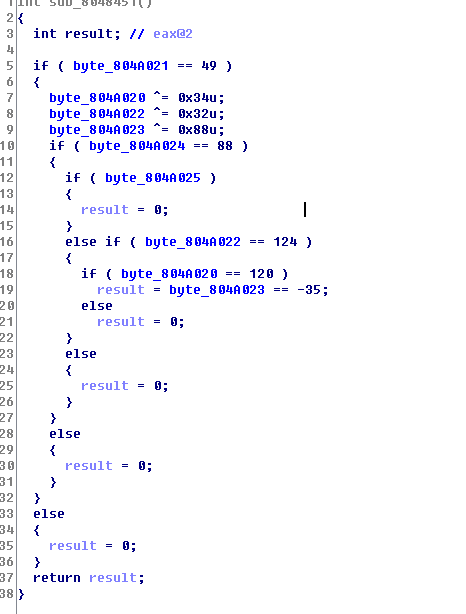 1 int sub_8048451()
2 {
3 int result; // eax@2
4
5 if ( byte_804A021 == 49 )
6 {
7 byte_804A020 ^= 0x34u;
8 byte_804A022 ^= 0x32u;
9 byte_804A023 ^= 0x88u;
10 if ( byte_804A024 == 88 )
11 {
12 if ( byte_804A025 )
13 {
14 result = 0;
15 }
16 else if ( byte_804A022 == 124 )
17 {
18 if ( byte_804A020 == 120 )
19 result = byte_804A023 == -35;
20 else
21 result = 0;
22 }
23 else
24 {
25 result = 0;
26 }
27 }
28 else
29 {
30 result = 0;
31 }
32 }
33 else
34 {
35 result = 0;
36 }
37 return result;
38 }